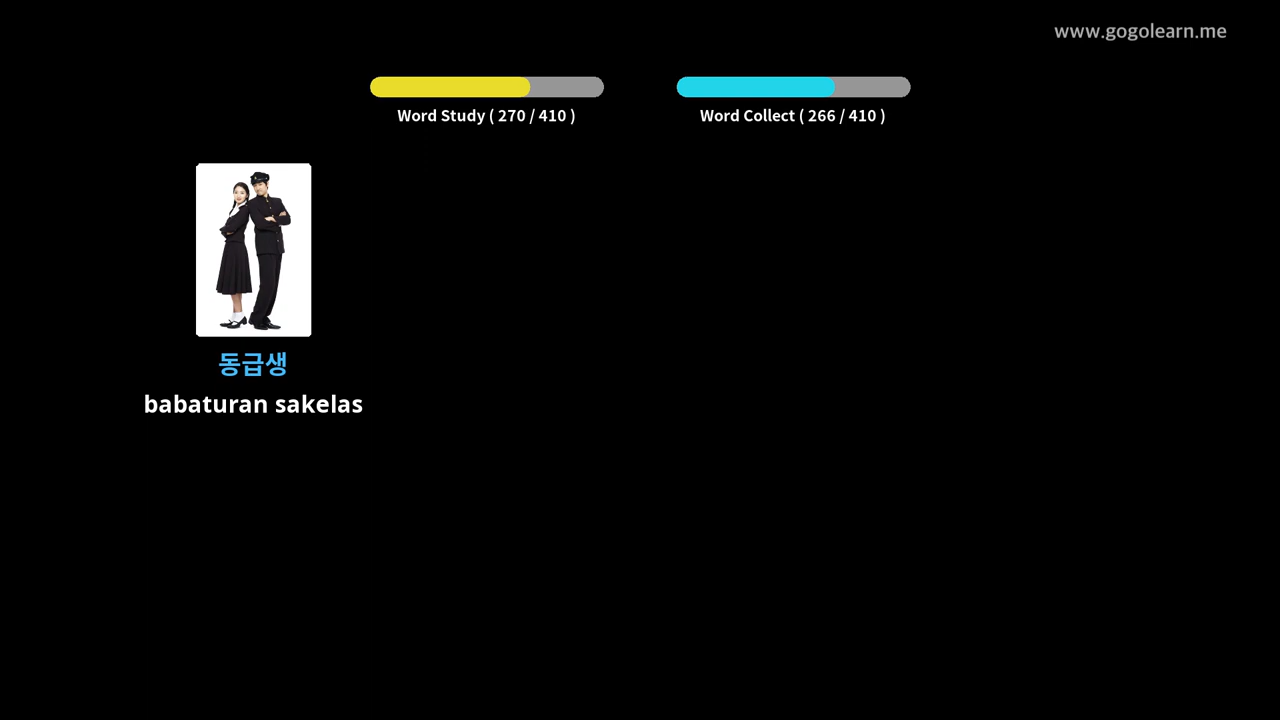 www.gogolearn.me
Word Study ( 270 / 410 )
Word Collect ( 266 / 410 )
동급생
babaturan sakelas